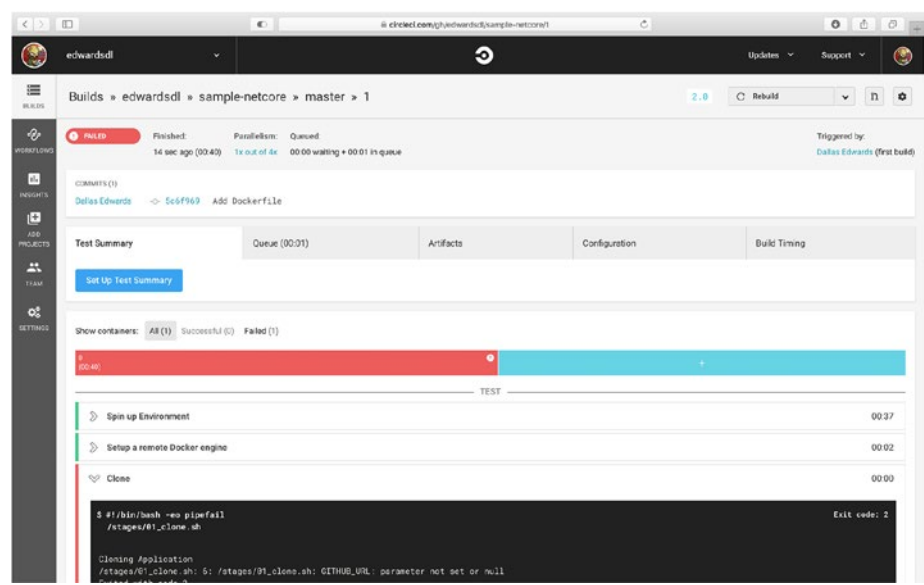 circleci.com/gh/edwardsdl/sample-netcore/1
edwardsdl
Updates
Support
BUILDS
Builds » edwardsdl » sample-netcore » master » 1
2.0
Rebuild
WORKFLOWS
FAILED
Finished:
Parallelism:
Queued:
Triggered by:
14 sec ago (00:40)
1x out of 4x
00:00 waiting + 00:01 in queue
Dallas Edwards (first build)
INSIGHTS
COMMITS (1)
Dallas Edwards
5c6f969
Add Dockerfile
ADD
PROJECTS
Test Summary
Queue (00:01)
Artifacts
Configuration
Build Timing
TEAM
Set Up Test Summary
SETTINGS
Show containers:
All (1)
Successful (0)
Failed (1)
0
(00:40)
+
TEST
Spin up Environment
00:37
Setup a remote Docker engine
00:02
Clone
00:00
$ #!/bin/bash -eo pipefail
Exit code: 2
/stages/01_clone.sh
Cloning Application
/stages/01_clone.sh: 6: /stages/01_clone.sh: GITHUB_URL: parameter not set or null
Exited with code 2